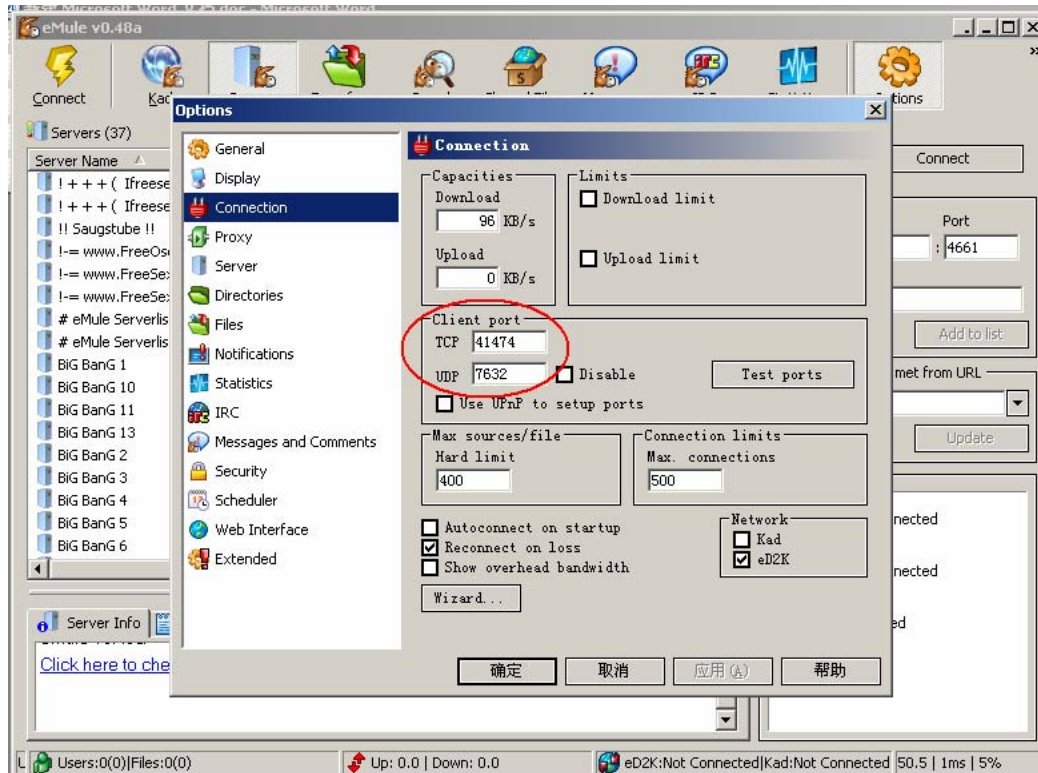 eMule v0.48a
Connect
Options
Servers (37)
Server Name
Connect
! + + + ( Ifreese
! + + + ( Ifreese
!! Saugstube !!
!-= www.FreeOs
!-= www.FreeSe
!-= www.FreeSe
# eMule Serverlis
# eMule Serverlis
BiG BanG 1
BiG BanG 10
BiG BanG 11
BiG BanG 13
BiG BanG 2
BiG BanG 3
BiG BanG 4
BiG BanG 5
BiG BanG 6
General
Display
Connection
Proxy
Server
Directories
Files
Notifications
Statistics
IRC
Messages and Comments
Security
Scheduler
Web Interface
Extended
Connection
Capacities
Download
96 KB/s
Upload
0 KB/s
Limits
Download limit
Upload limit
Client port
TCP 41474
UDP 7632 Disable Test ports
Use UPnP to setup ports
Max sources/file
Hard limit
400
Connection limits
Max. connections
500
Autoconnect on startup
Reconnect on loss
Show overhead bandwidth
Network
Kad
eD2K
Wizard...
确定 取消 应用(A) 帮助
Port
: 4661
Add to list
met from URL
Update
nected
nected
ed
Server Info
Click here to che
Users:0(0)|Files:0(0) Up: 0.0 | Down: 0.0 eD2K:Not Connected|Kad:Not Connected 50.5 | 1ms | 5%